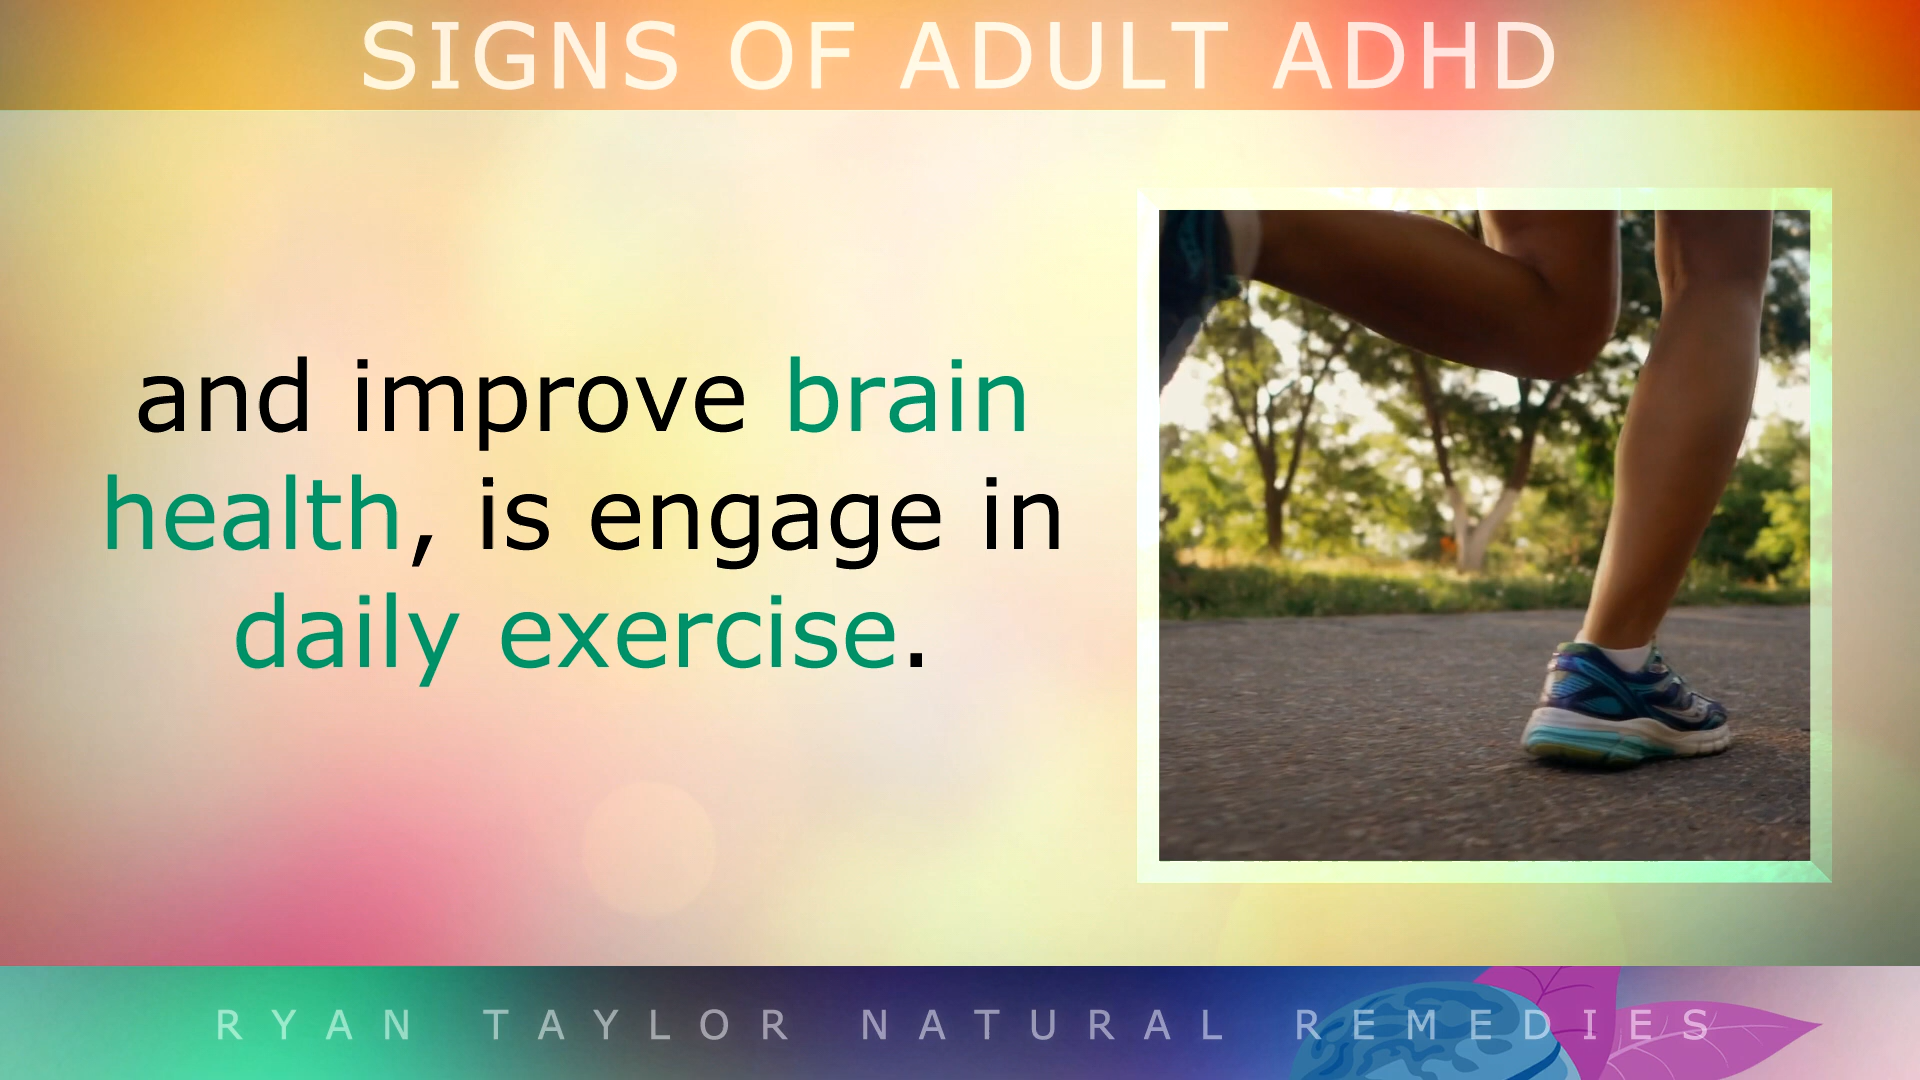 SIGNS OF ADULT ADHD
and improve brain
health, is engage in
daily exercise.
RYAN TAYLOR NATURAL REMEDIES